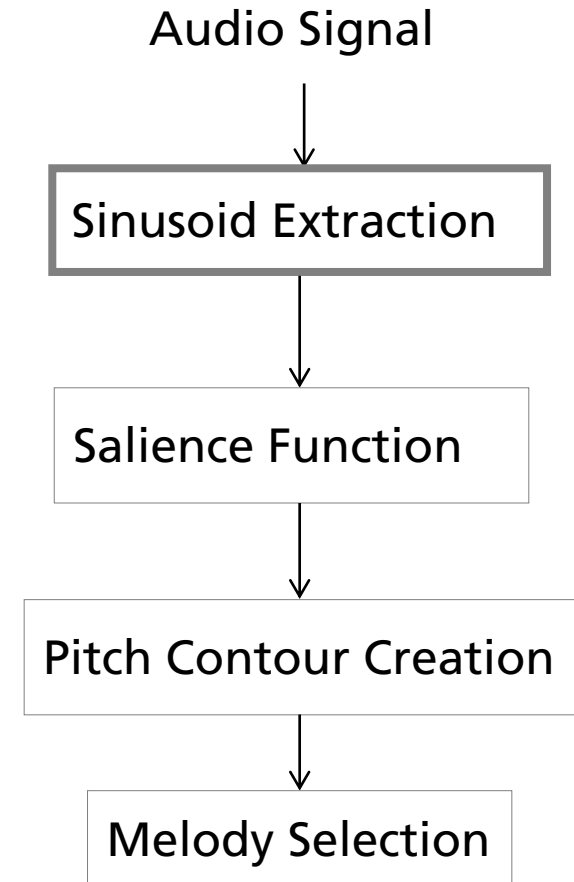 Audio Signal
Sinusoid Extraction
Salience Function
Pitch Contour Creation
Melody Selection